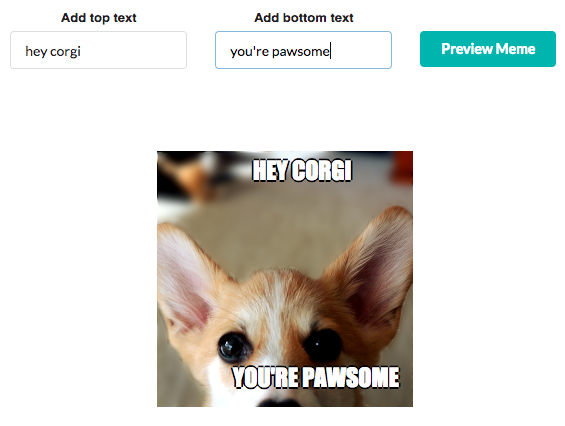 Add top text
Add bottom text
hey corgi
you're pawsome
Preview Meme
HEY CORGI
YOU'RE PAWSOME